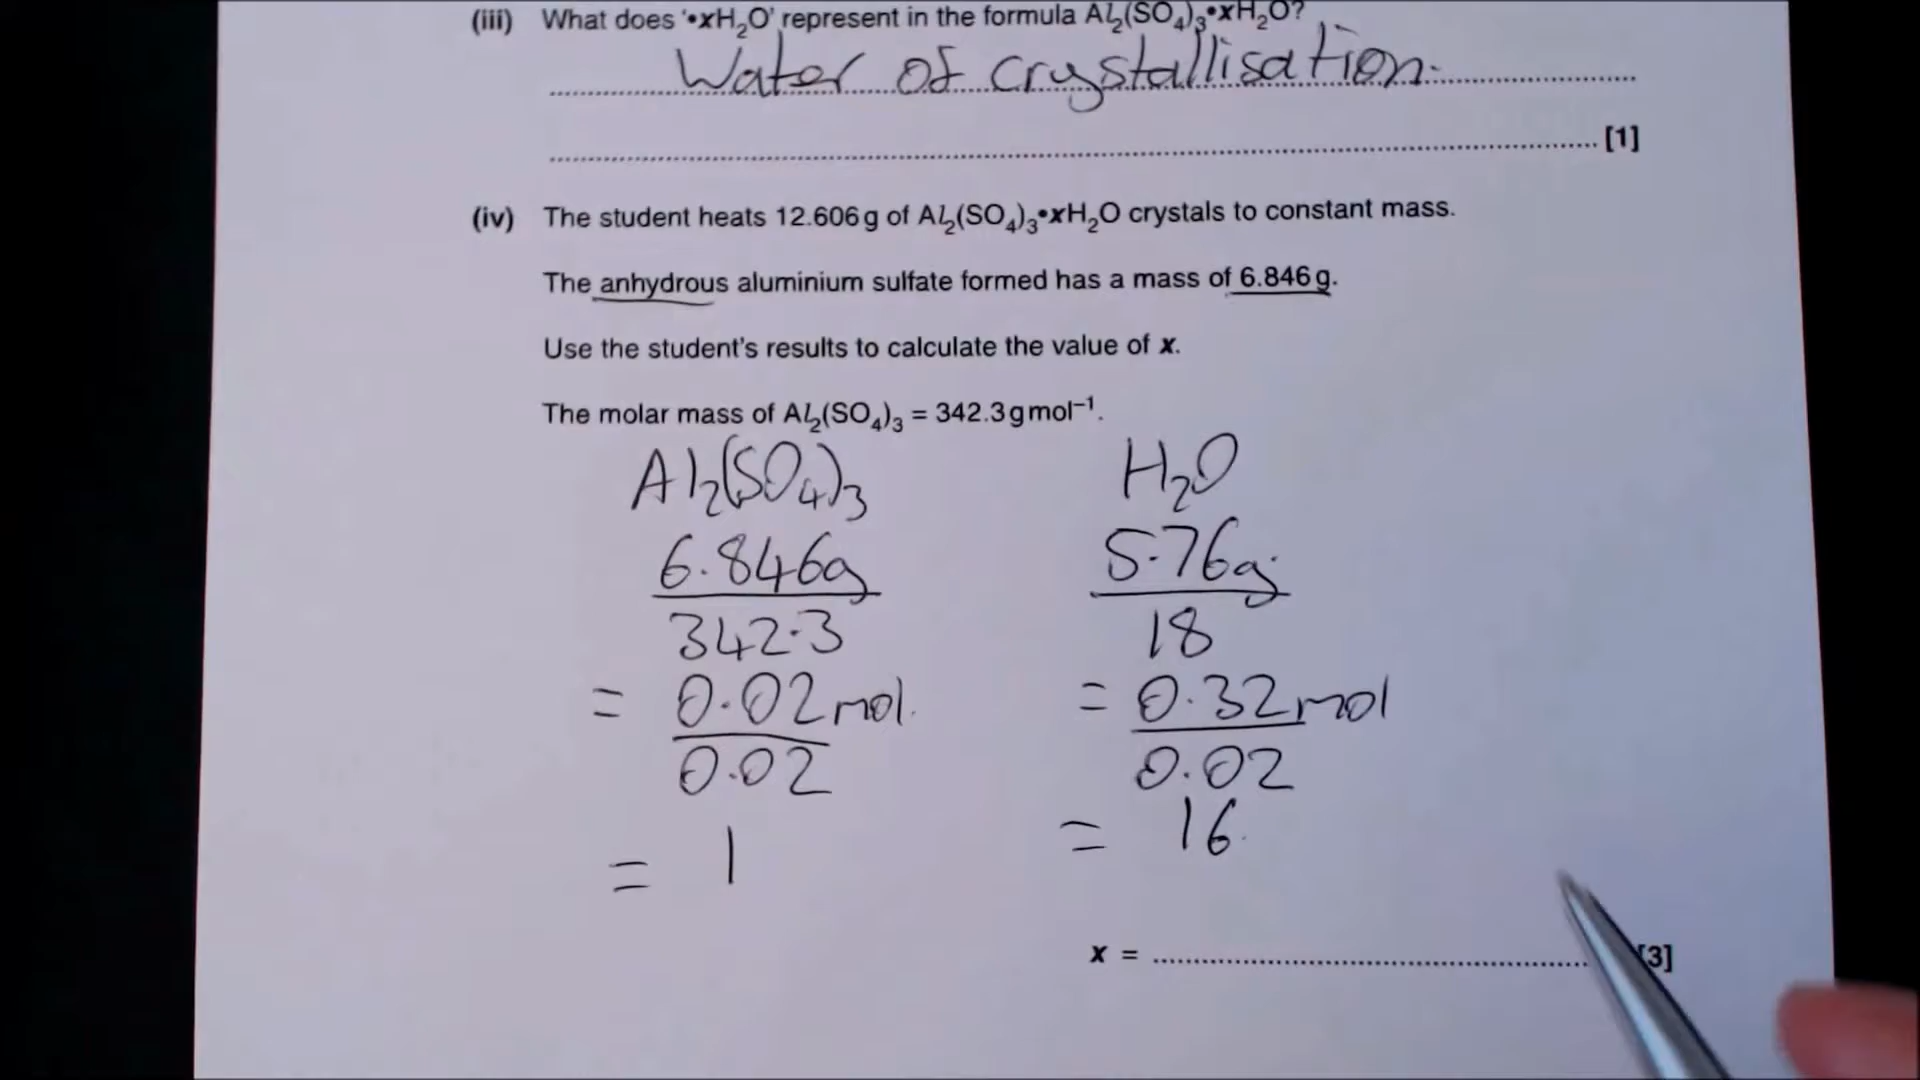 (iii) What does ‘•xH₂O’ represent in the formula Al₂(SO₄)₃•xH₂O?
Water of crystallisation.
[1]
(iv) The student heats 12.606 g of Al₂(SO₄)₃•xH₂O crystals to constant mass.
The anhydrous aluminium sulfate formed has a mass of 6.846 g.
Use the student's results to calculate the value of x.
The molar mass of Al₂(SO₄)₃ = 342.3 g mol⁻¹.
Al₂(SO₄)₃ H₂O
6.846g 5.76g
342.3 18
= 0.02 mol. = 0.32 mol
0.02 0.02
= 1 = 16.
x = ........................................ [3]